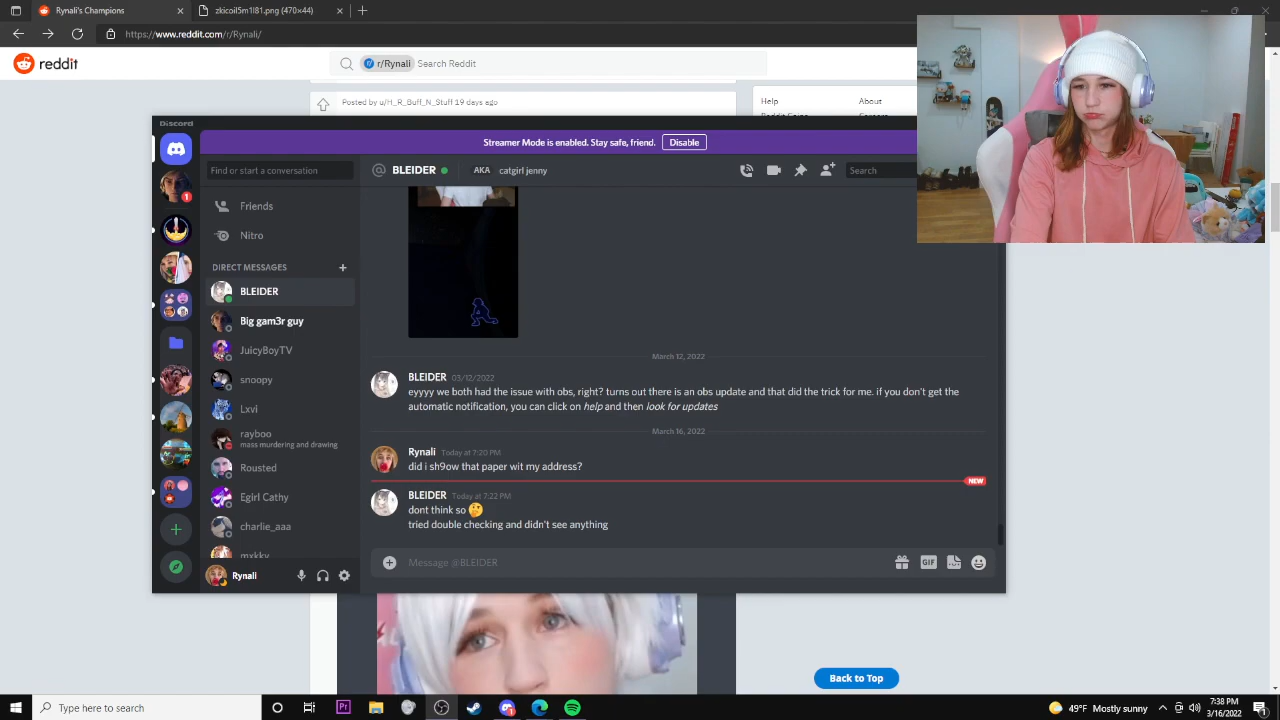 Rynali's Champions
zkicoil5m1l81.png (470×44)
https://www.reddit.com/r/Rynali/
reddit
r/Rynali Search Reddit
Posted by u/H_R_Buff_N_Stuff 19 days ago
Help About
Discord
Streamer Mode is enabled. Stay safe, friend. Disable
Find or start a conversation
BLEIDER AKA catgirl jenny
Search
Friends
Nitro
DIRECT MESSAGES
BLEIDER
Big gam3r guy
JuicyBoyTV
snoopy
Lxvi
rayboo
mass murdering and drawing
Rousted
Egirl Cathy
charlie_aaa
mxkky
Rynali
March 12, 2022
BLEIDER 03/12/2022
eyyyy we both had the issue with obs, right? turns out there is an obs update and that did the trick for me. if you don't get the
automatic notification, you can click on help and then look for updates
March 16, 2022
Rynali Today at 7:20 PM
did i sh9ow that paper wit my address?
NEW
BLEIDER Today at 7:22 PM
dont think so 🤔
tried double checking and didn't see anything
Message @BLEIDER
GIF
Back to Top
Type here to search
49°F Mostly sunny
7:38 PM
3/16/2022